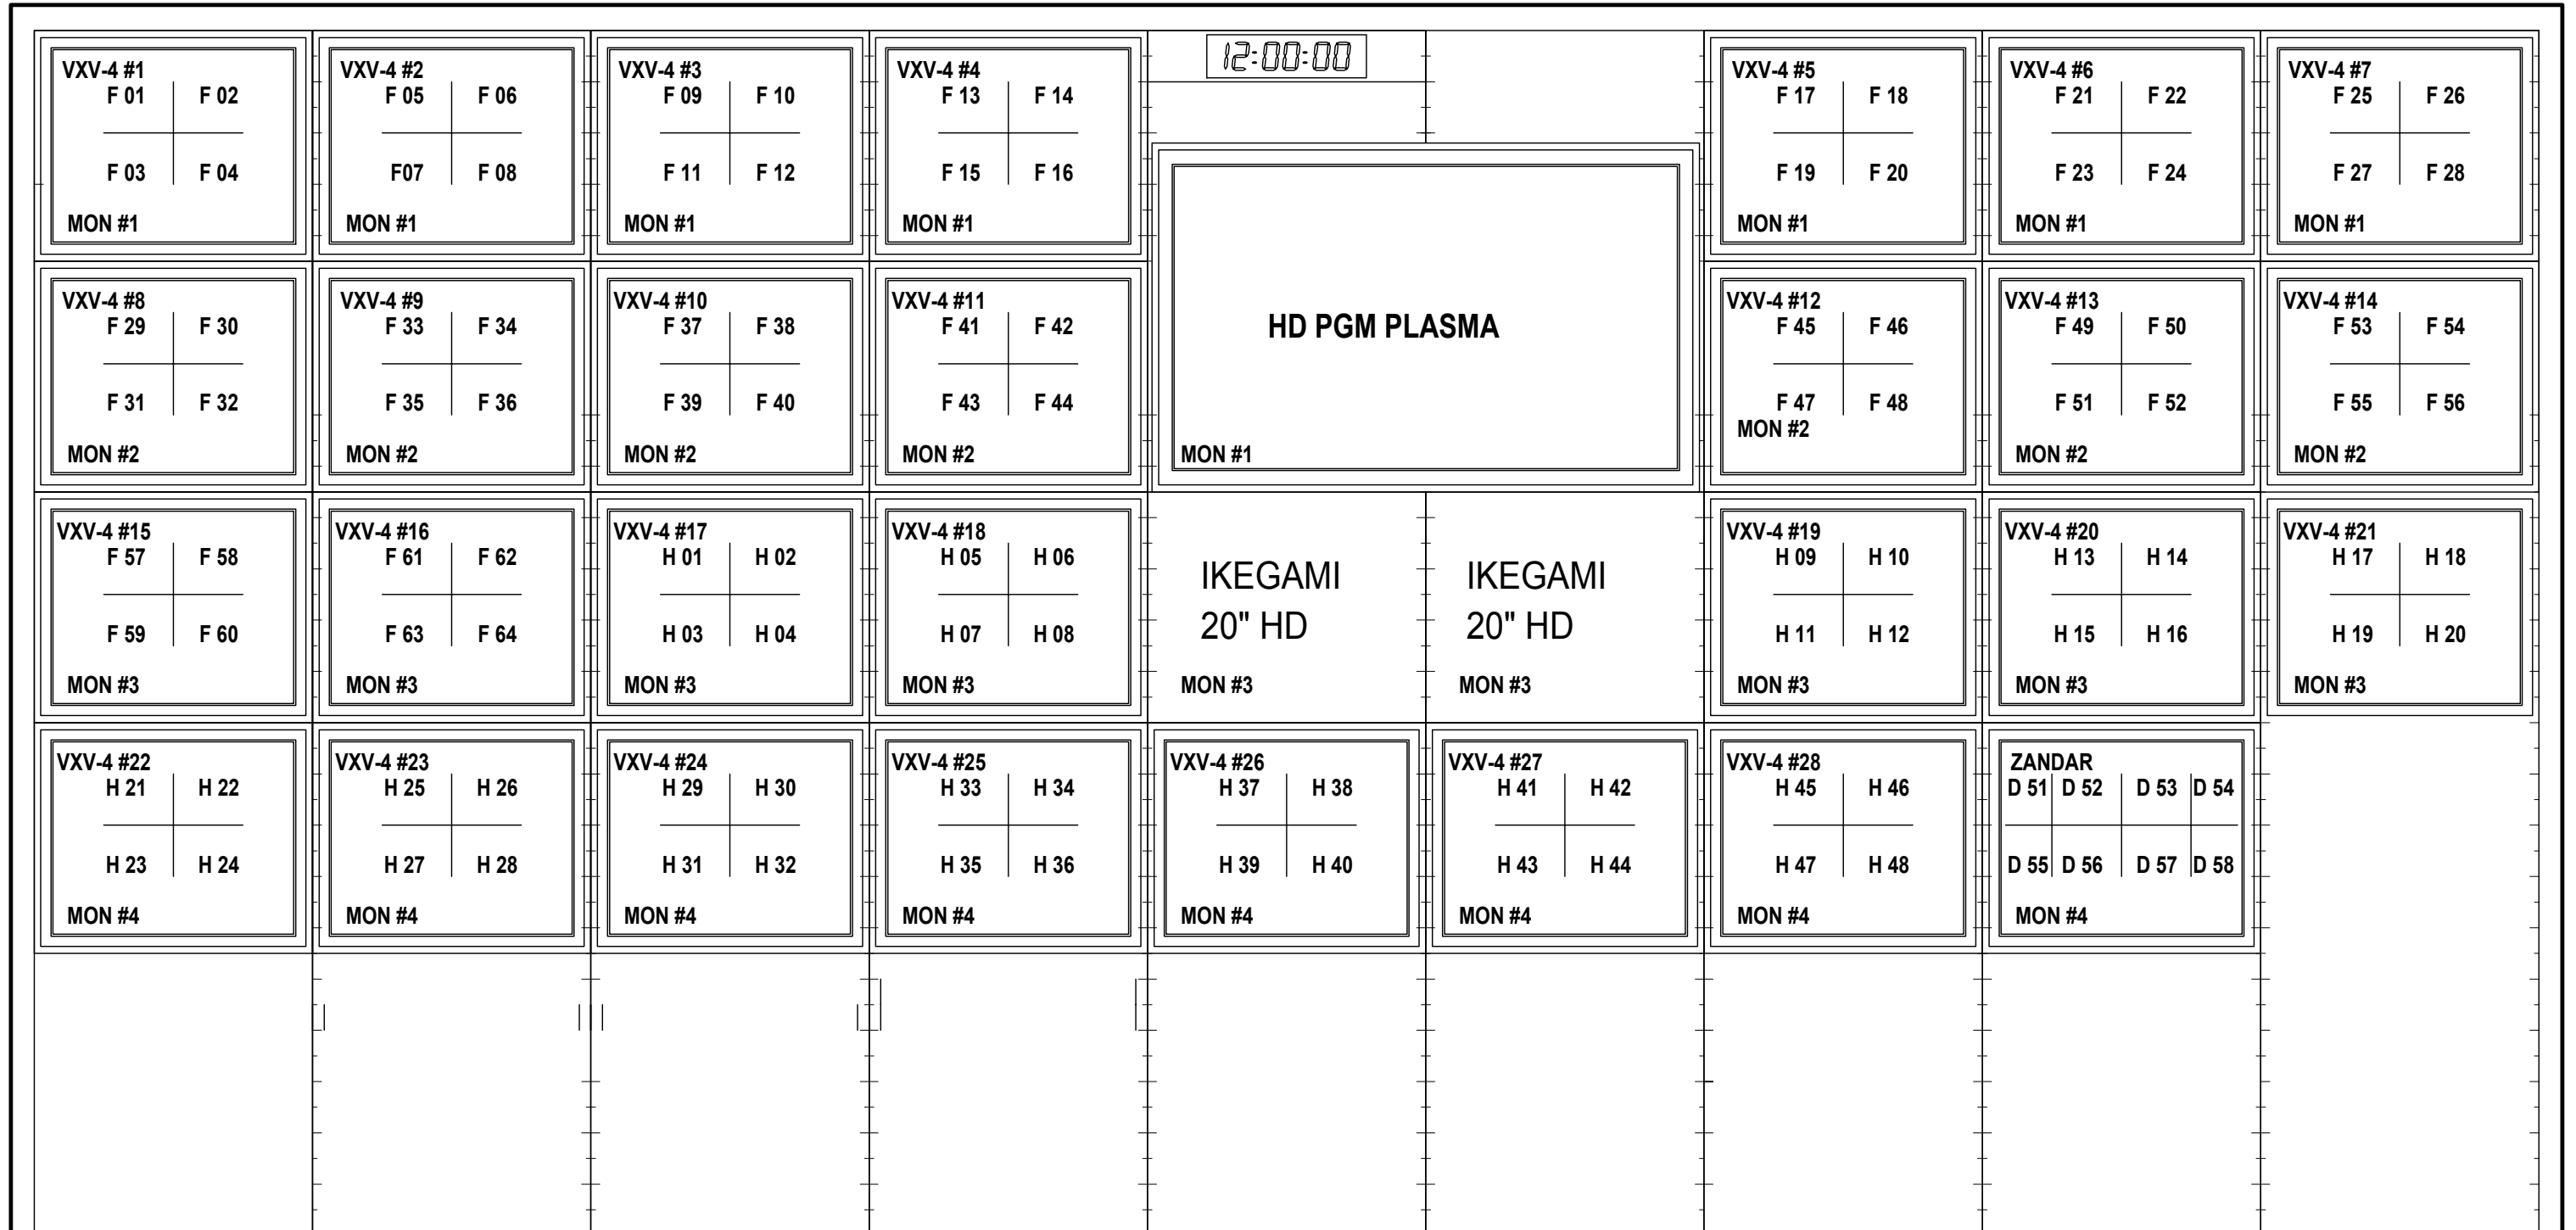 12:00:00
VXV-4 #1
F 01 F 02
F 03 F 04
MON #1
VXV-4 #2
F 05 F 06
F07 F 08
MON #1
VXV-4 #3
F 09 F 10
F 11 F 12
MON #1
VXV-4 #4
F 13 F 14
F 15 F 16
MON #1
HD PGM PLASMA
MON #1
VXV-4 #5
F 17 F 18
F 19 F 20
MON #1
VXV-4 #6
F 21 F 22
F 23 F 24
MON #1
VXV-4 #7
F 25 F 26
F 27 F 28
MON #1
VXV-4 #8
F 29 F 30
F 31 F 32
MON #2
VXV-4 #9
F 33 F 34
F 35 F 36
MON #2
VXV-4 #10
F 37 F 38
F 39 F 40
MON #2
VXV-4 #11
F 41 F 42
F 43 F 44
MON #2
VXV-4 #12
F 45 F 46
F 47 F 48
MON #2
VXV-4 #13
F 49 F 50
F 51 F 52
MON #2
VXV-4 #14
F 53 F 54
F 55 F 56
MON #2
VXV-4 #15
F 57 F 58
F 59 F 60
MON #3
VXV-4 #16
F 61 F 62
F 63 F 64
MON #3
VXV-4 #17
H 01 H 02
H 03 H 04
MON #3
VXV-4 #18
H 05 H 06
H 07 H 08
MON #3
IKEGAMI
20" HD
MON #3
IKEGAMI
20" HD
MON #3
VXV-4 #19
H 09 H 10
H 11 H 12
MON #3
VXV-4 #20
H 13 H 14
H 15 H 16
MON #3
VXV-4 #21
H 17 H 18
H 19 H 20
MON #3
VXV-4 #22
H 21 H 22
H 23 H 24
MON #4
VXV-4 #23
H 25 H 26
H 27 H 28
MON #4
VXV-4 #24
H 29 H 30
H 31 H 32
MON #4
VXV-4 #25
H 33 H 34
H 35 H 36
MON #4
VXV-4 #26
H 37 H 38
H 39 H 40
MON #4
VXV-4 #27
H 41 H 42
H 43 H 44
MON #4
VXV-4 #28
H 45 H 46
H 47 H 48
MON #4
ZANDAR
D 51 D 52 D 53 D 54
D 55 D 56 D 57 D 58
MON #4